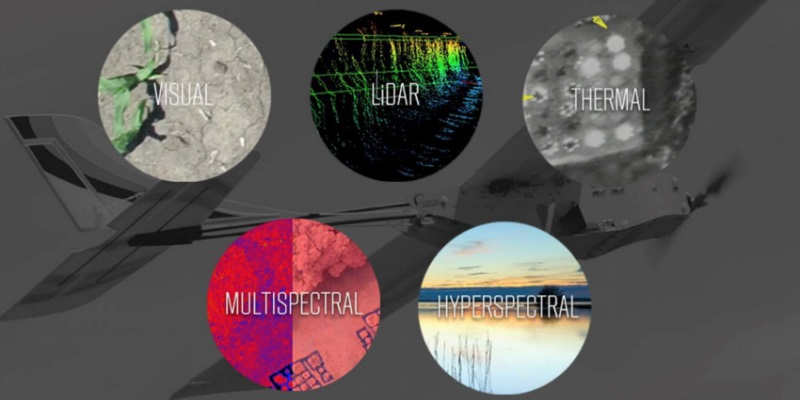 VISUAL
LiDAR
THERMAL
MULTISPECTRAL
HYPERSPECTRAL